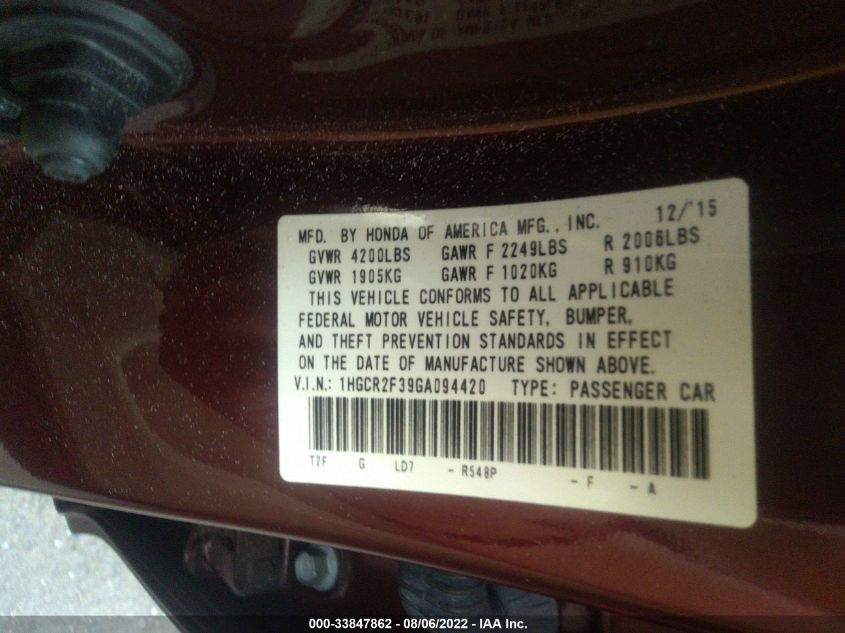 12/'15
MFD. BY HONDA OF AMERICA MFG., INC.
GVWR 4200LBS GAWR F 2249LBS R 2006LBS
GVWR 1905KG GAWR F 1020KG R 910KG
THIS VEHICLE CONFORMS TO ALL APPLICABLE
FEDERAL MOTOR VEHICLE SAFETY, BUMPER,
AND THEFT PREVENTION STANDARDS IN EFFECT
ON THE DATE OF MANUFACTURE SHOWN ABOVE.
V.I.N.: 1HGCR2F39GA094420 TYPE: PASSENGER CAR
T2F G LD7 - R548P - F - A
000-33847862 - 08/06/2022 - IAA Inc.